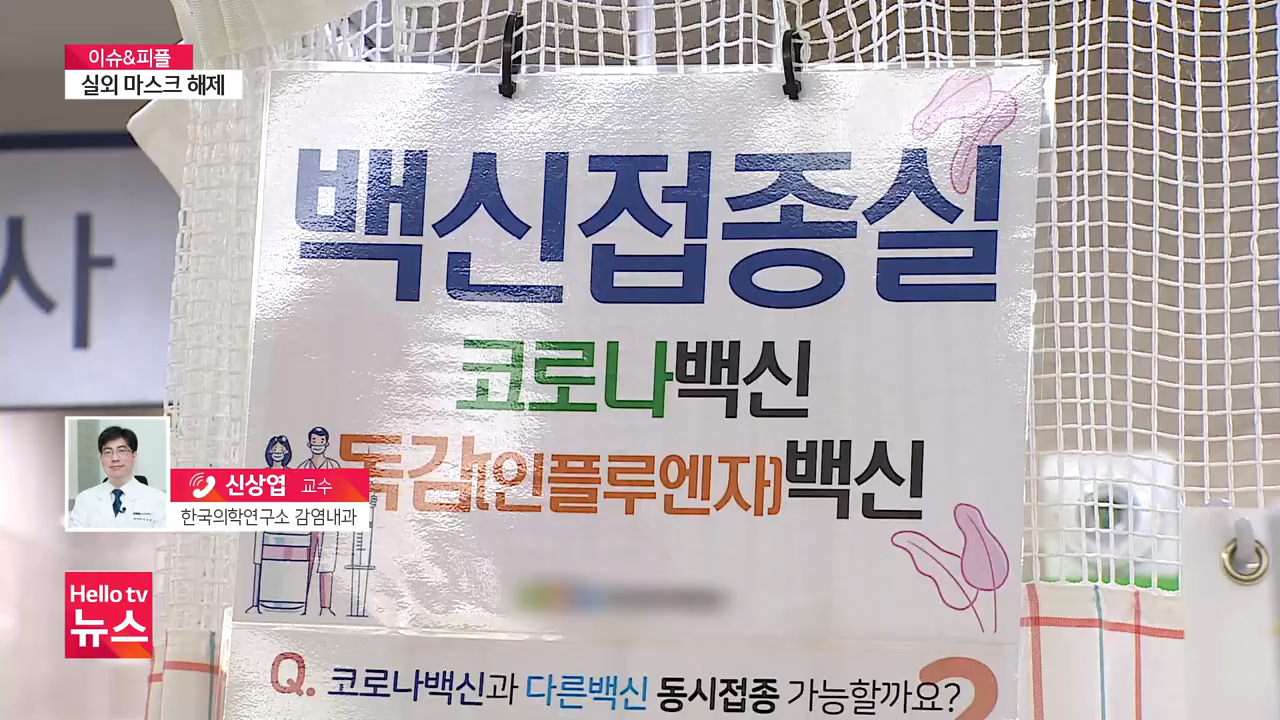 이슈&피플
실외 마스크 해제
사
백신접종실
코로나백신
독감(인플루엔자)백신
신상엽 교수
한국의학연구소 감염내과
Hello tv
뉴스
Q. 코로나백신과 다른백신 동시접종 가능할까요?